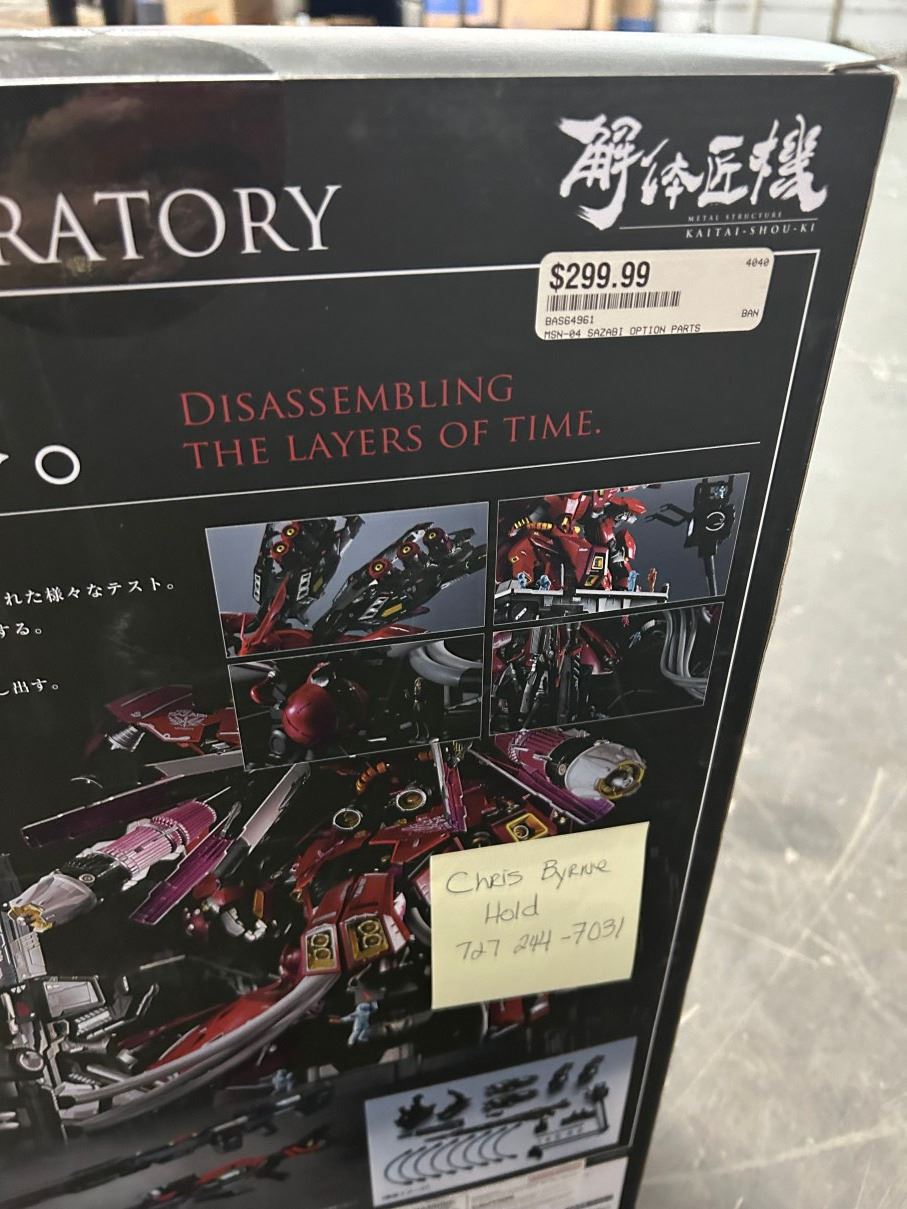 解体匠機
METAL STRUCTURE
KAITAI-SHOU-KI
RATORY
$299.99
4040
BAS64961
BAN
MSN-04 SAZABI OPTION PARTS
DISASSEMBLING
THE LAYERS OF TIME.
れた様々なテスト。
する。
し出す。
Chris Byrne
Hold
727 244-7031